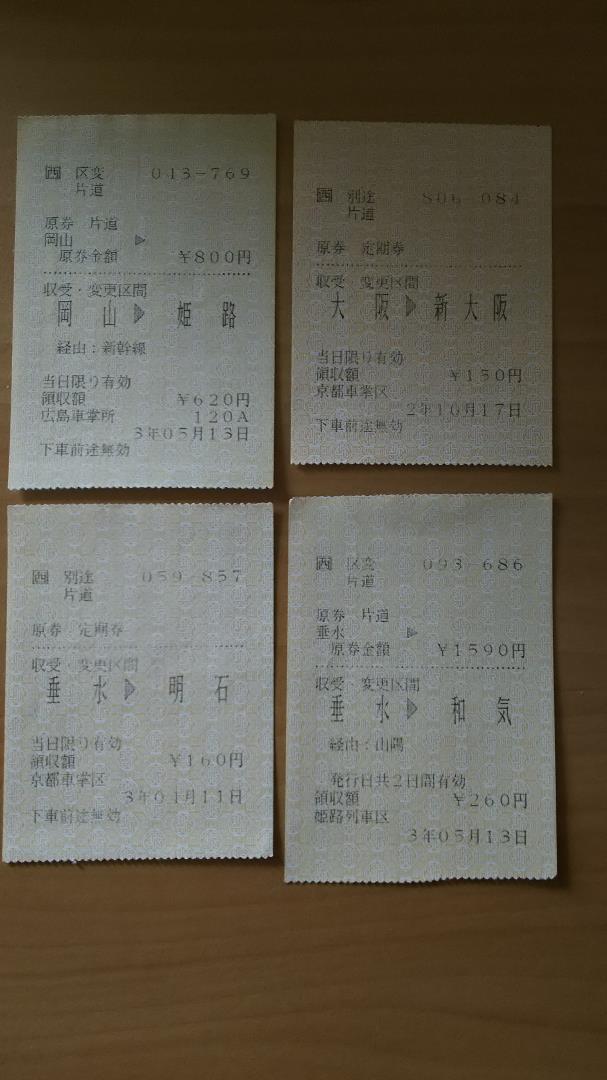 西 区変 043-769
片道
原券 片道
岡山 ▶
原券金額 ¥800円
収受・変更区間
岡山▶姫路
経由:新幹線
当日限り有効
領収額 ¥620円
広島車掌所 120A
3年05月13日
下車前途無効
西 別途 806-084
片道
原券 定期券
収受・変更区間
大阪▶新大阪
当日限り有効
領収額 ¥150円
京都車掌区
2年10月17日
下車前途無効
西 別途 059-857
片道
原券 定期券
収受・変更区間
垂水▶明石
当日限り有効
領収額 ¥160円
京都車掌区
下車前途無効
西 区変 093-686
片道
原券 片道
垂水 ▶
原券金額 ¥1590円
収受・変更区間
垂水▶和気
経由:山陽
発行日共2日間有効
領収額 ¥260円
姫路列車区
3年05月13日